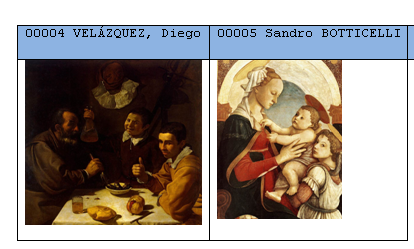 00004 VELÁZQUEZ, Diego
00005 Sandro BOTTICELLI